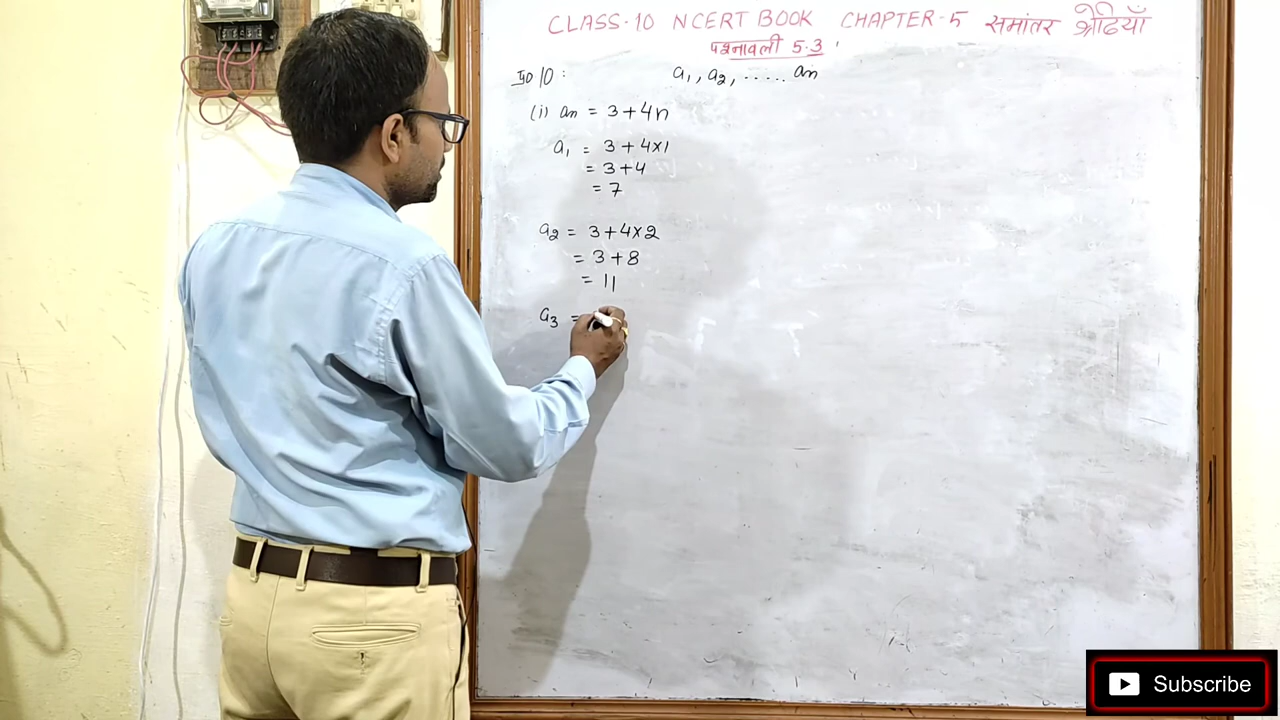 CLASS-10 NCERT BOOK CHAPTER-5 समांतर श्रेढियाँ
प्रश्नावली 5.3
प्र० 10 : a₁, a₂, ..... an
(i) an = 3 + 4n
a₁ = 3 + 4×1
= 3+4
= 7
a₂ = 3+4×2
= 3+8
= 11
a₃ =
Subscribe